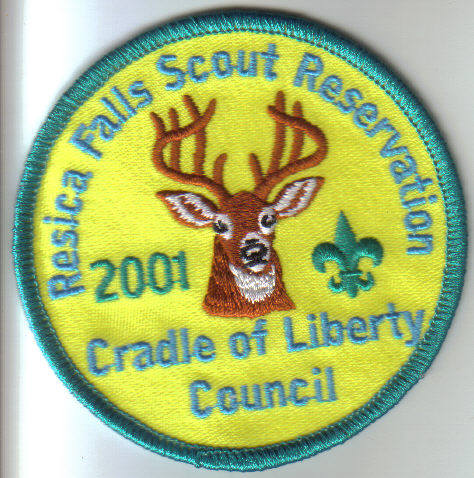 Resica Falls Scout Reservation
2001
Cradle of Liberty
Council